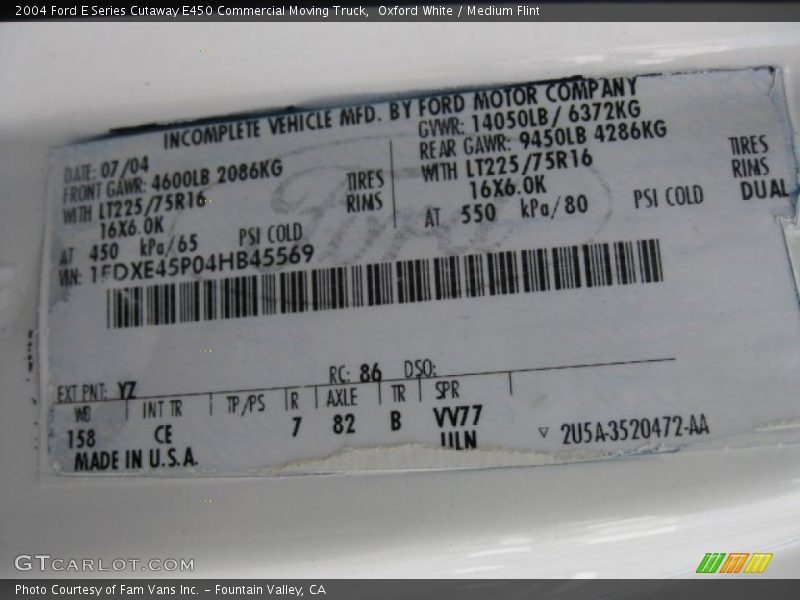 2004 Ford E Series Cutaway E450 Commercial Moving Truck, Oxford White / Medium Flint
INCOMPLETE VEHICLE MFD. BY FORD MOTOR COMPANY
DATE: 07/04
FRONT GAWR: 4600LB 2086KG
WITH LT225/75R16 TIRES
16X6.0K RIMS
AT 450 kPa/65 PSI COLD
GVWR: 14050LB/ 6372KG
REAR GAWR: 9450LB 4286KG
WITH LT225/75R16 TIRES
16X6.0K RINS
AT 550 kPa/80 PSI COLD DUAL
VIN: 1FDXE45P04HB45569
Ford
EXT PNT: YZ RC: 86 DSO:
WB INT TR TP/PS R AXLE TR SPR
158 CE 7 82 B VV77
ULN
▽ 2U5A-3520472-AA
MADE IN U.S.A.
GTCARLOT.COM
Photo Courtesy of Fam Vans Inc. - Fountain Valley, CA